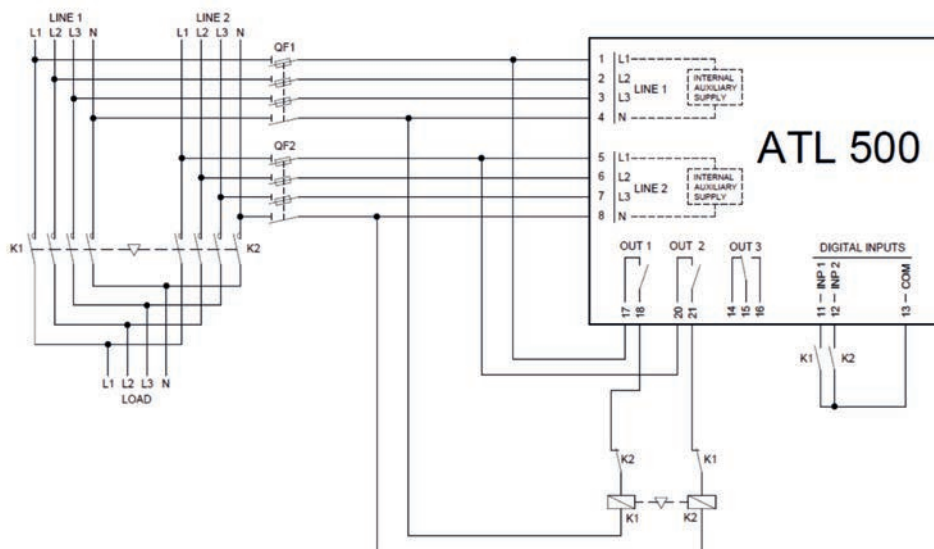 LINE 1 LINE 2
L1 L2 L3 N L1 L2 L3 N
QF1
1 L1
2 L2
3 L3
4 N
LINE 1
INTERNAL
AUXILIARY
SUPPLY
ATL 500
QF2
5 L1
6 L2
7 L3
8 N
LINE 2
INTERNAL
AUXILIARY
SUPPLY
K1 K2
OUT 1 OUT 2 OUT 3 DIGITAL INPUTS
17 18 20 21 14 15 16
11 INP 1
12 INP 2
13 COM
K1 K2
L1 L2 L3 N
LOAD
K2 K1
K1 K2